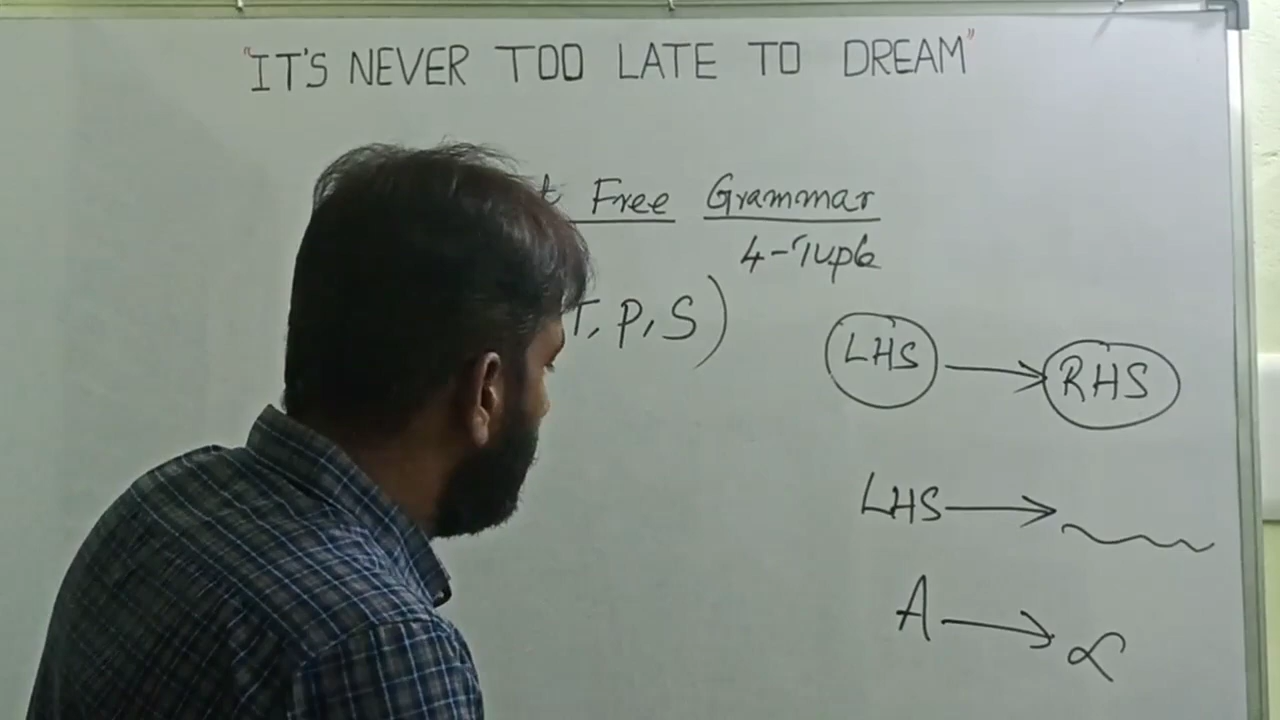 "IT'S NEVER TOO LATE TO DREAM"
t Free Grammar
4-Tuple
T, P, S)
LHS → RHS
LHS →
A → α